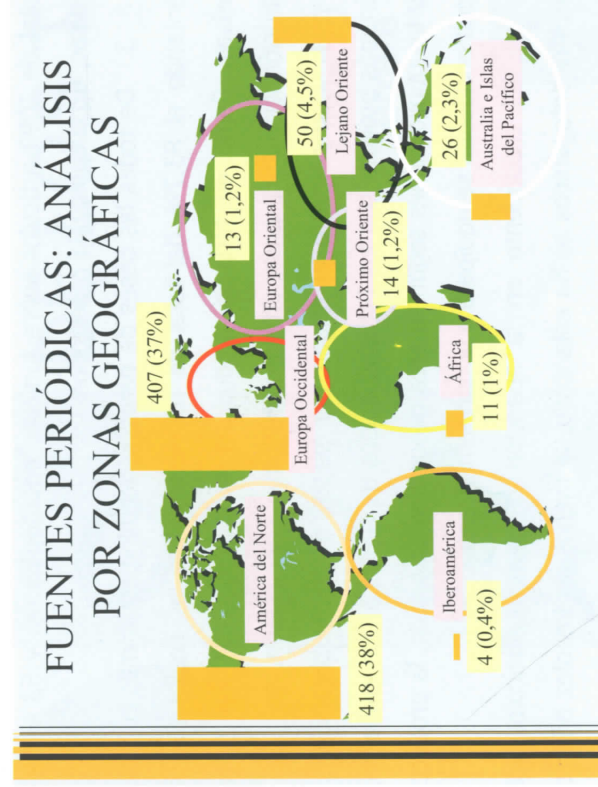 FUENTES PERIÓDICAS: ANÁLISIS
POR ZONAS GEOGRÁFICAS
407 (37%)
13 (1,2%)
50 (4,5%)
Lejano Oriente
Europa Oriental
América del Norte
Europa Occidental
Próximo Oriente
14 (1,2%)
26 (2,3%)
Australia e Islas
del Pacífico
418 (38%)
África
11 (1%)
Iberoamérica
4 (0,4%)